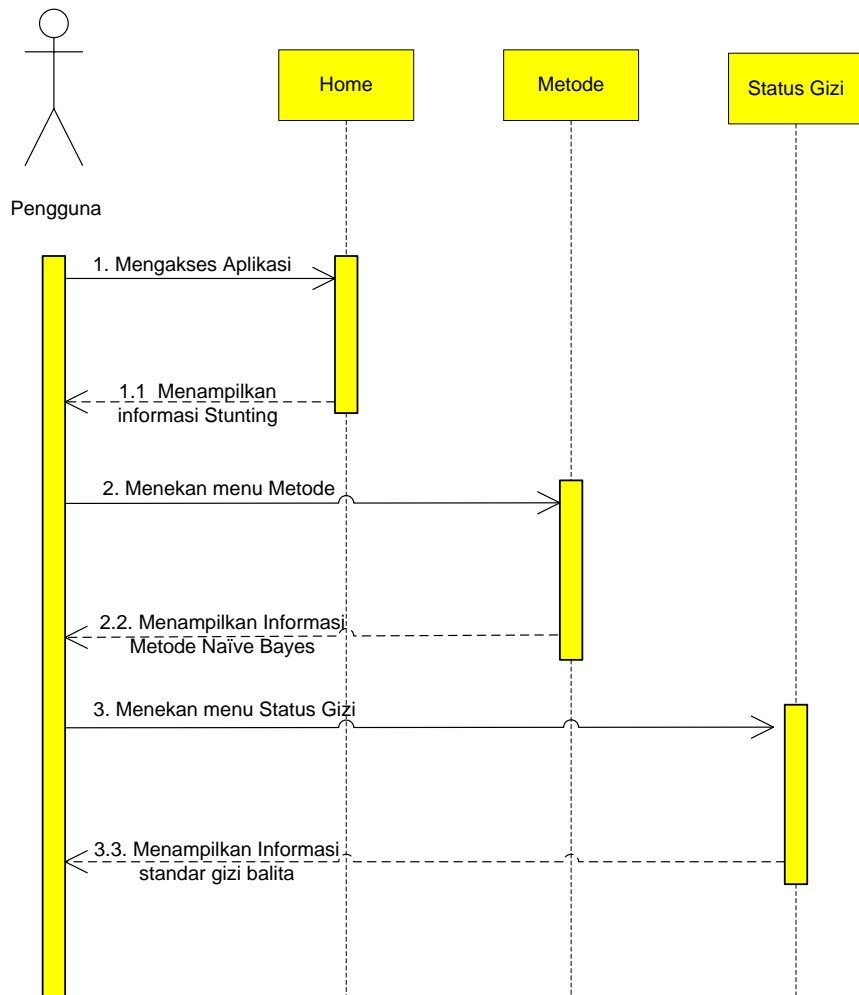 Home
Metode
Status Gizi
Pengguna
1. Mengakses Aplikasi
1.1 Menampilkan
informasi Stunting
2. Menekan menu Metode
2.2. Menampilkan Informasi
Metode Naïve Bayes
3. Menekan menu Status Gizi
3.3. Menampilkan Informasi
standar gizi balita